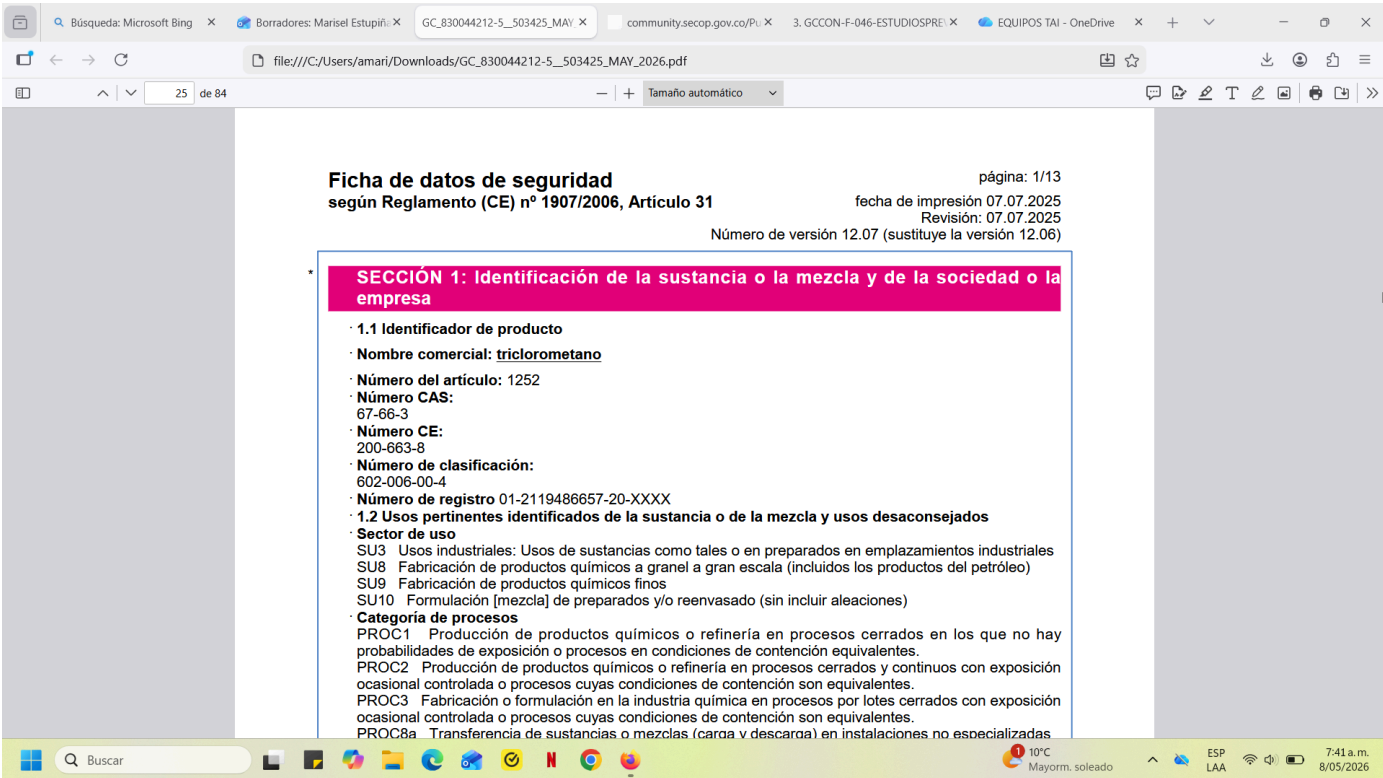 Búsqueda: Microsoft Bing
Borradores: Marisel Estupiña
GC_830044212-5__503425_MAY
community.secop.gov.co/Pu
3. GCCON-F-046-ESTUDIOSPRE
EQUIPOS TAI - OneDrive
file:///C:/Users/amari/Downloads/GC_830044212-5__503425_MAY_2026.pdf
25 de 84
Tamaño automático
Ficha de datos de seguridad
según Reglamento (CE) nº 1907/2006, Artículo 31
página: 1/13
fecha de impresión 07.07.2025
Revisión: 07.07.2025
Número de versión 12.07 (sustituye la versión 12.06)
* SECCIÓN 1: Identificación de la sustancia o la mezcla y de la sociedad o la
empresa
· 1.1 Identificador de producto
· Nombre comercial: triclorometano
· Número del artículo: 1252
· Número CAS:
67-66-3
· Número CE:
200-663-8
· Número de clasificación:
602-006-00-4
· Número de registro 01-2119486657-20-XXXX
· 1.2 Usos pertinentes identificados de la sustancia o de la mezcla y usos desaconsejados
· Sector de uso
SU3 Usos industriales: Usos de sustancias como tales o en preparados en emplazamientos industriales
SU8 Fabricación de productos químicos a granel a gran escala (incluidos los productos del petróleo)
SU9 Fabricación de productos químicos finos
SU10 Formulación [mezcla] de preparados y/o reenvasado (sin incluir aleaciones)
· Categoría de procesos
PROC1 Producción de productos químicos o refinería en procesos cerrados en los que no hay
probabilidades de exposición o procesos en condiciones de contención equivalentes.
PROC2 Producción de productos químicos o refinería en procesos cerrados y continuos con exposición
ocasional controlada o procesos cuyas condiciones de contención son equivalentes.
PROC3 Fabricación o formulación en la industria química en procesos por lotes cerrados con exposición
ocasional controlada o procesos cuyas condiciones de contención son equivalentes.
PROC8a Transferencia de sustancias o mezclas (carga y descarga) en instalaciones no especializadas
Buscar
1
10°C
Mayorm. soleado
ESP
LAA
7:41 a.m.
8/05/2026